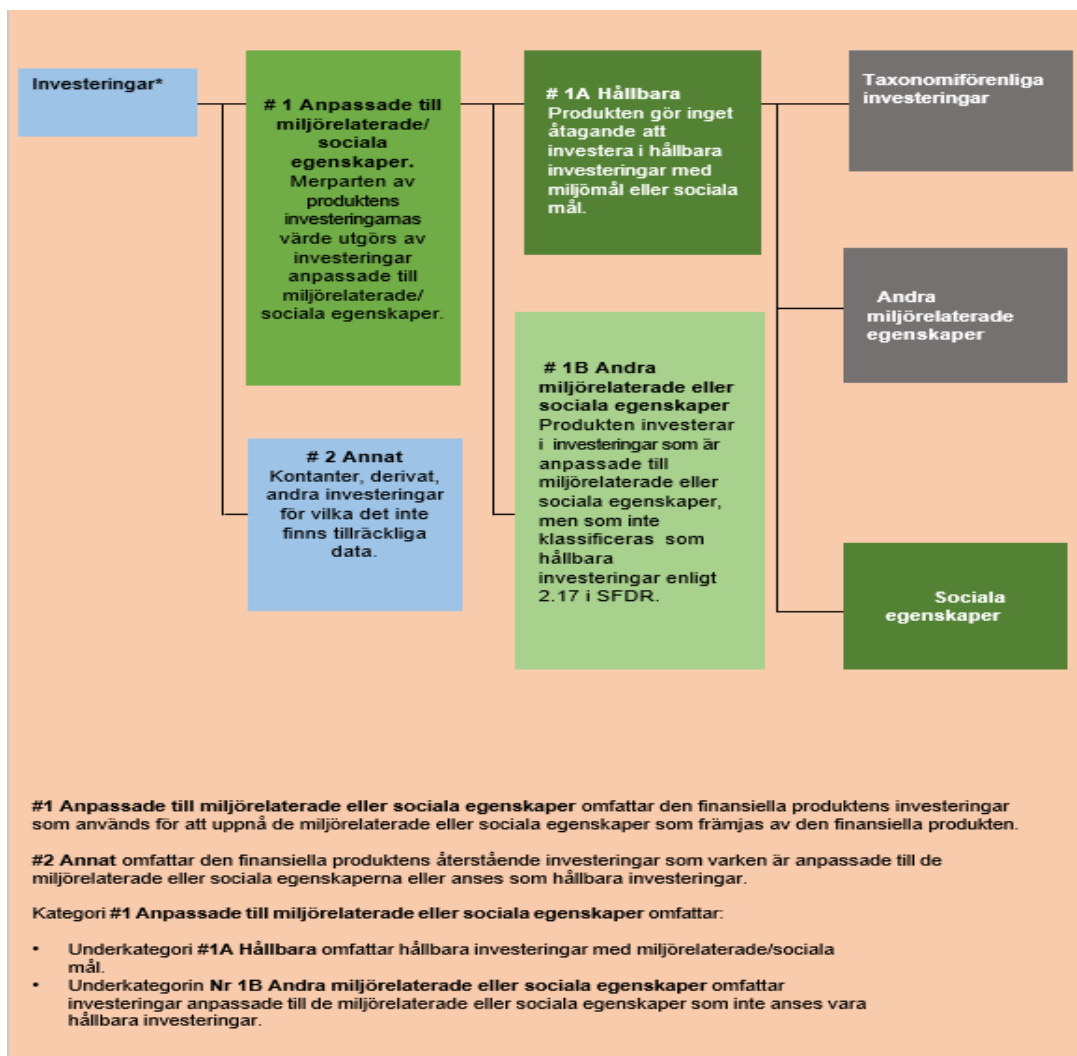 Investeringar*
# 1 Anpassade till
miljörelaterade/
sociala
egenskaper.
Merparten av
produktens
investeringarnas
värde utgörs av
investeringar
anpassade till
miljörelaterade/
sociala egenskaper.
# 2 Annat
Kontanter, derivat,
andra investeringar
för vilka det inte
finns tillräckliga
data.
# 1A Hållbara
Produkten gör inget
åtagande att
investera i hållbara
investeringar med
miljömål eller sociala
mål.
# 1B Andra
miljörelaterade eller
sociala egenskaper
Produkten investerar
i investeringar som är
anpassade till
miljörelaterade eller
sociala egenskaper,
men som inte
klassificeras som
hållbara
investeringar enligt
2.17 i SFDR.
Taxonomiförenliga
investeringar
Andra
miljörelaterade
egenskaper
Sociala
egenskaper
#1 Anpassade till miljörelaterade eller sociala egenskaper omfattar den finansiella produktens investeringar
som används för att uppnå de miljörelaterade eller sociala egenskaper som främjas av den finansiella produkten.
#2 Annat omfattar den finansiella produktens återstående investeringar som varken är anpassade till de
miljörelaterade eller sociala egenskaperna eller anses som hållbara investeringar.
Kategori #1 Anpassade till miljörelaterade eller sociala egenskaper omfattar:
• Underkategori #1A Hållbara omfattar hållbara investeringar med miljörelaterade/sociala
mål.
• Underkategorin Nr 1B Andra miljörelaterade eller sociala egenskaper omfattar
investeringar anpassade till de miljörelaterade eller sociala egenskaper som inte anses vara
hållbara investeringar.